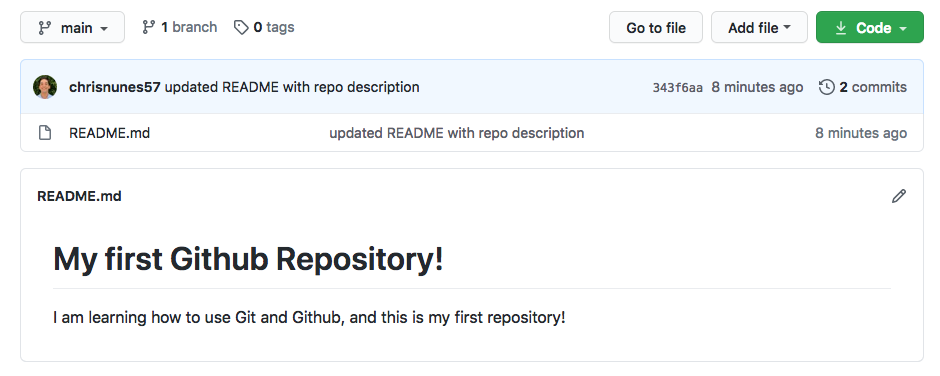 main 1 branch 0 tags Go to file Add file Code
chrisnunes57 updated README with repo description 343f6aa 8 minutes ago 2 commits
README.md updated README with repo description 8 minutes ago
README.md
My first Github Repository!
I am learning how to use Git and Github, and this is my first repository!